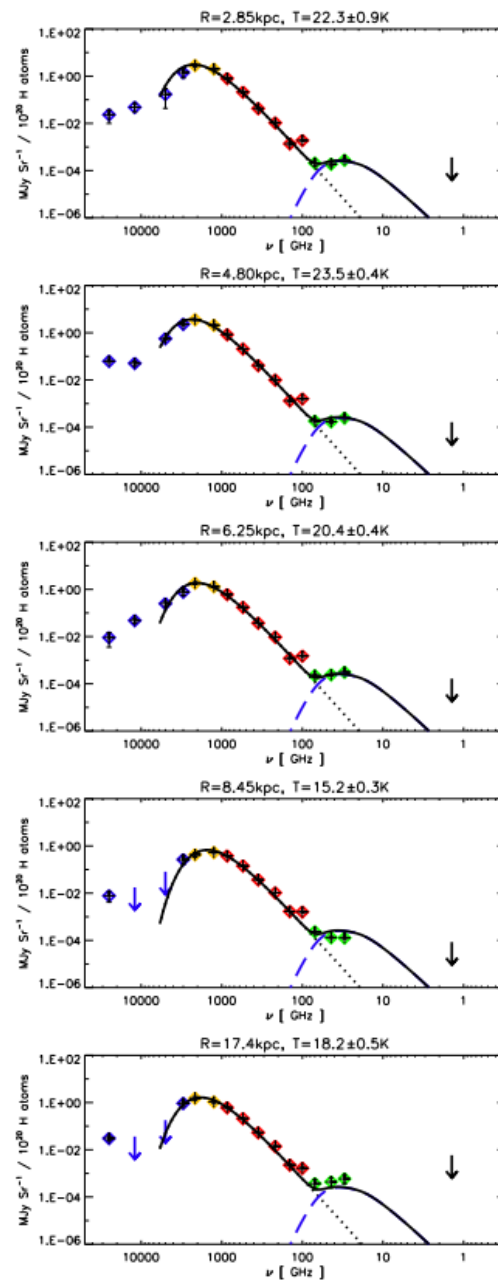 R=2.85kpc, T=22.3±0.9K
MJy Sr⁻¹ / 10²⁰ H atoms
1.E+02
1.E+00
1.E−02
1.E−04
1.E−06
10000 1000 100 10 1
ν [ GHz ]
R=4.80kpc, T=23.5±0.4K
MJy Sr⁻¹ / 10²⁰ H atoms
1.E+02
1.E+00
1.E−02
1.E−04
1.E−06
10000 1000 100 10 1
ν [ GHz ]
R=6.25kpc, T=20.4±0.4K
MJy Sr⁻¹ / 10²⁰ H atoms
1.E+02
1.E+00
1.E−02
1.E−04
1.E−06
10000 1000 100 10 1
ν [ GHz ]
R=8.45kpc, T=15.2±0.3K
MJy Sr⁻¹ / 10²⁰ H atoms
1.E+02
1.E+00
1.E−02
1.E−04
1.E−06
10000 1000 100 10 1
ν [ GHz ]
R=17.4kpc, T=18.2±0.5K
MJy Sr⁻¹ / 10²⁰ H atoms
1.E+02
1.E+00
1.E−02
1.E−04
1.E−06
10000 1000 100 10 1
ν [ GHz ]